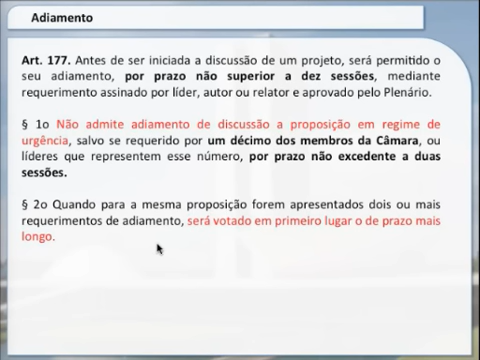 Adiamento
Art. 177. Antes de ser iniciada a discussão de um projeto, será permitido o
seu adiamento, por prazo não superior a dez sessões, mediante
requerimento assinado por líder, autor ou relator e aprovado pelo Plenário.
§ 1o Não admite adiamento de discussão a proposição em regime de
urgência, salvo se requerido por um décimo dos membros da Câmara, ou
líderes que representem esse número, por prazo não excedente a duas
sessões.
§ 2o Quando para a mesma proposição forem apresentados dois ou mais
requerimentos de adiamento, será votado em primeiro lugar o de prazo mais
longo.